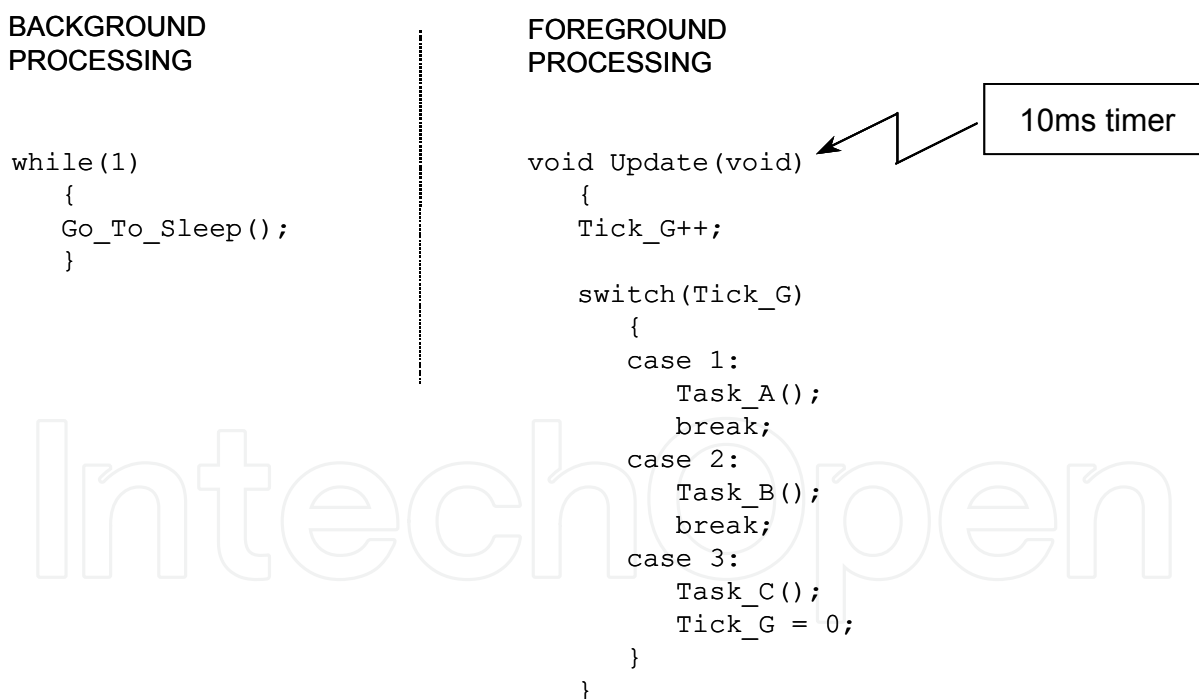 BACKGROUND
PROCESSING
while(1)
{
Go_To_Sleep();
}
FOREGROUND
PROCESSING
10ms timer
void Update(void)
{
Tick_G++;
switch(Tick_G)
{
case 1:
Task_A();
break;
case 2:
Task_B();
break;
case 3:
Task_C();
Tick_G = 0;
}
}
IntechOpen